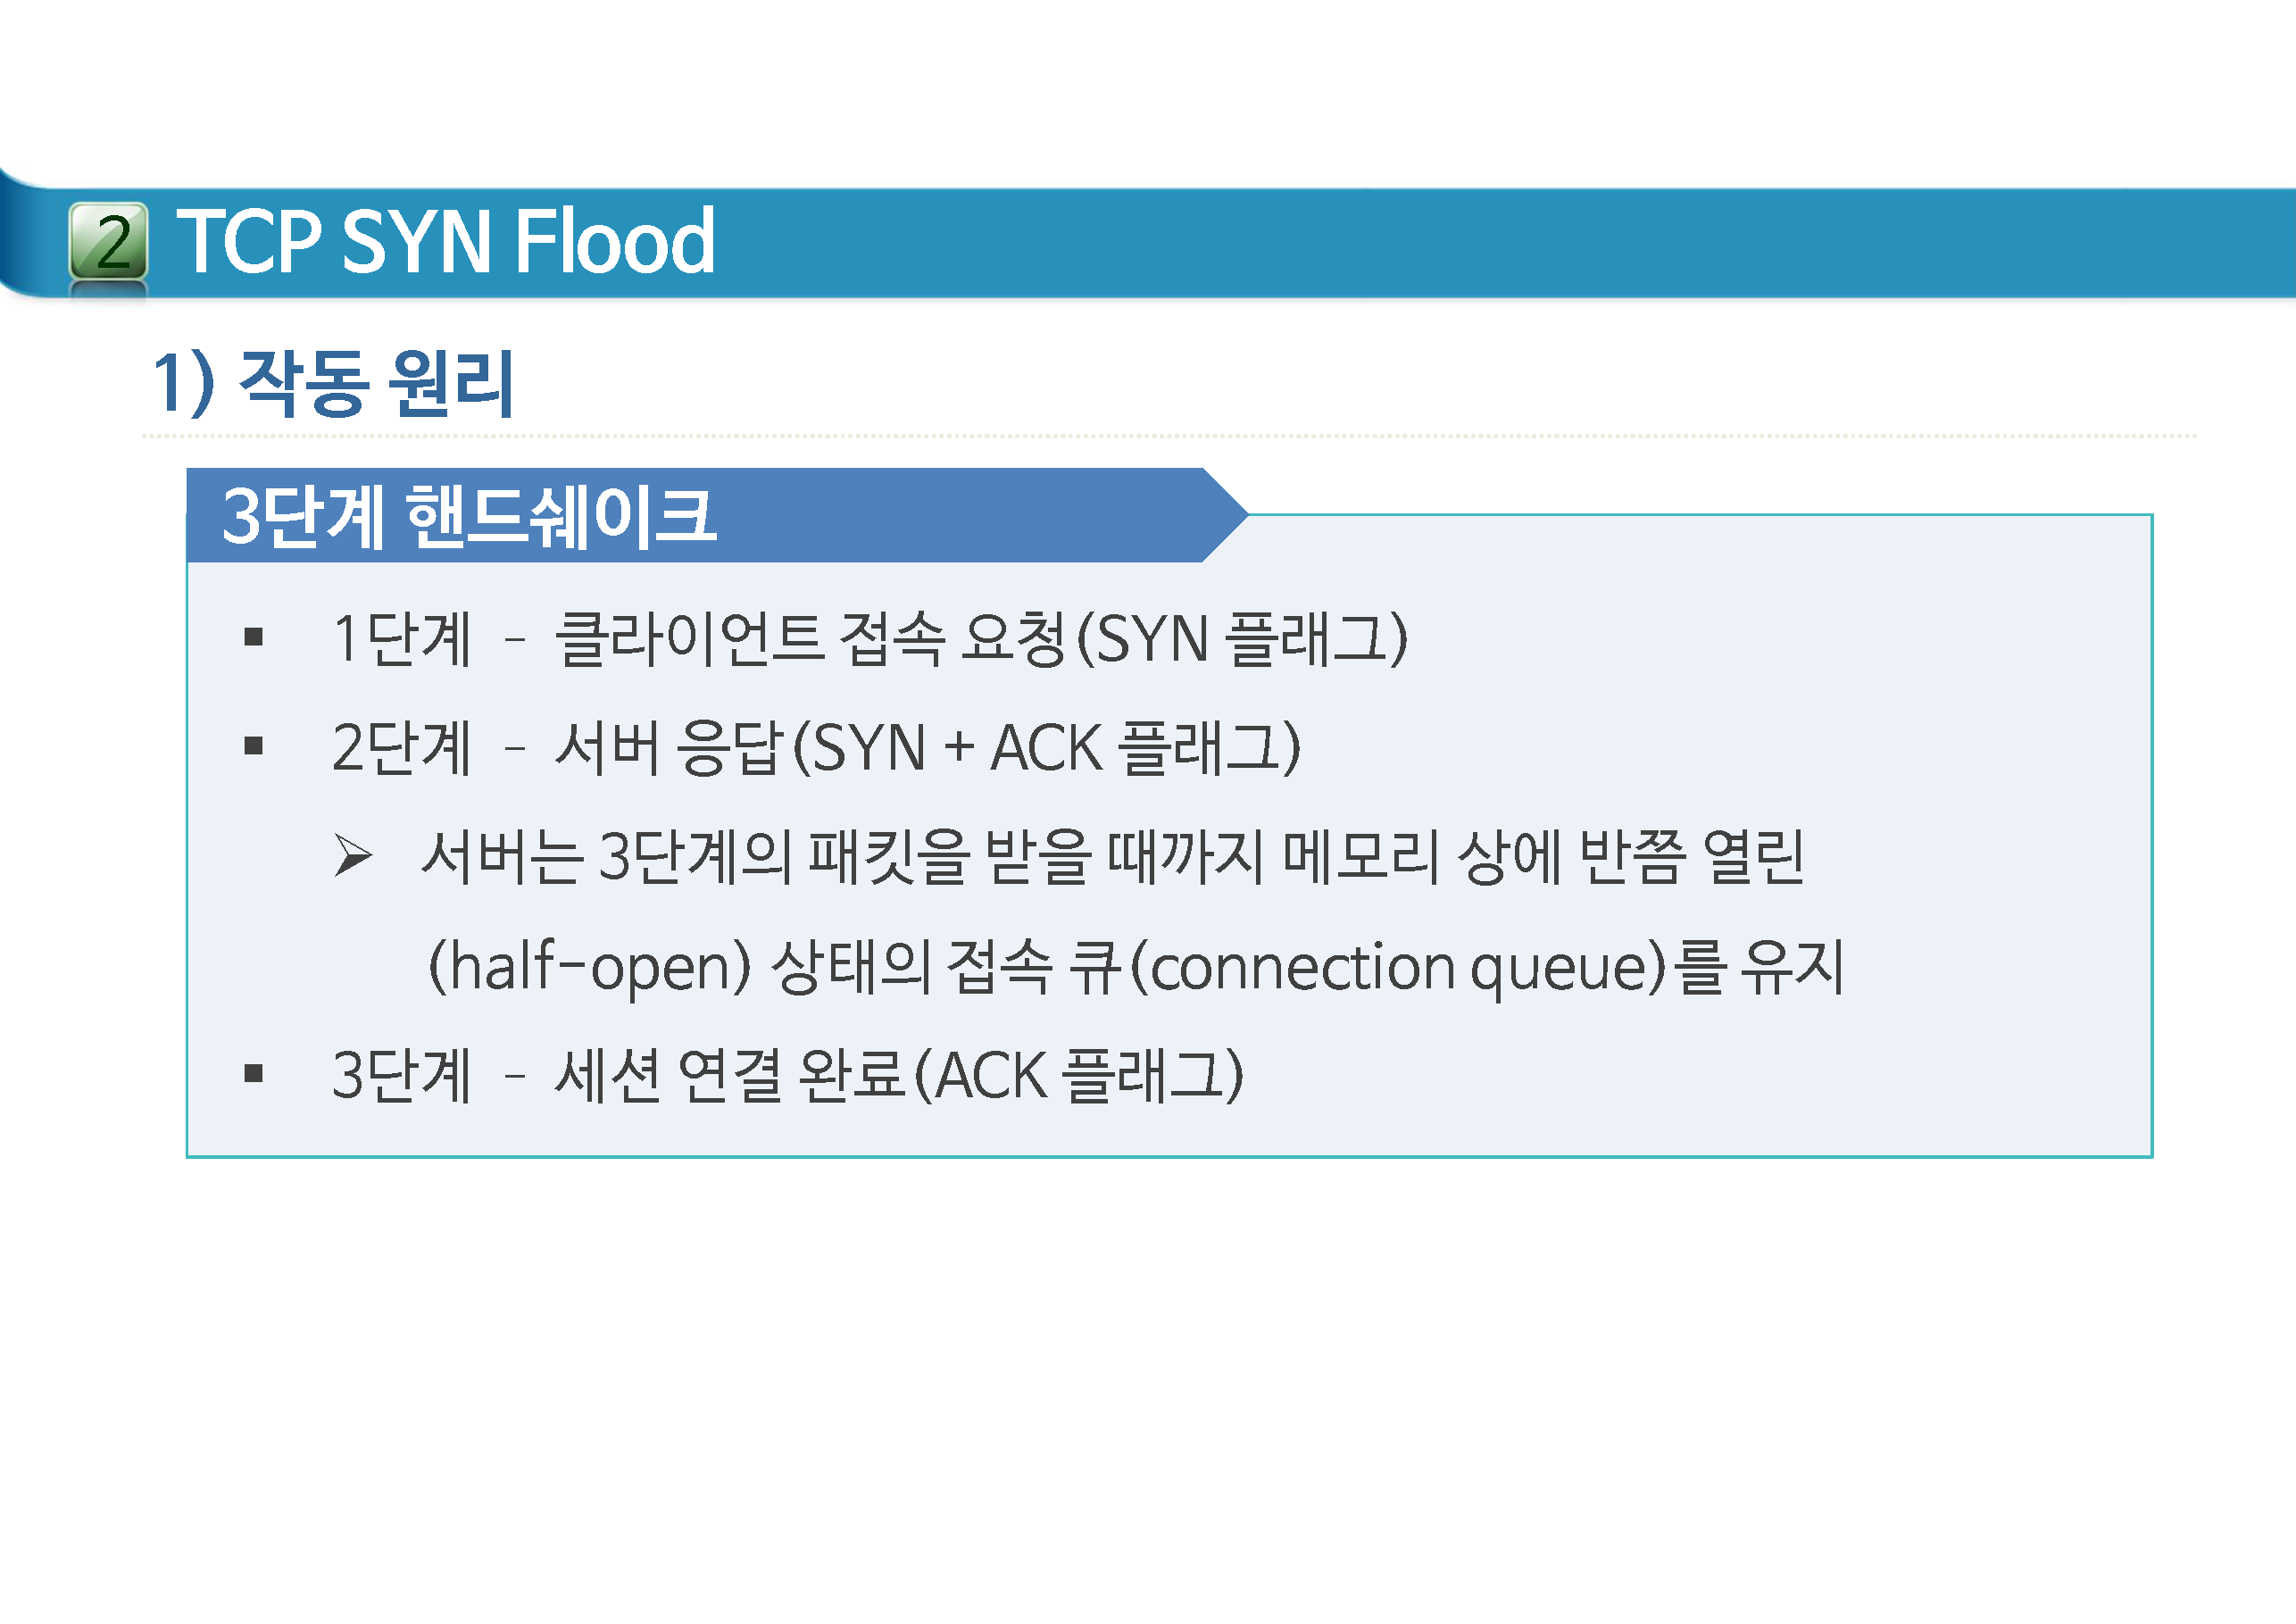 2 TCP SYN Flood
1) 작동 원리
3단계 핸드쉐이크
▪ 1단계 – 클라이언트 접속 요청(SYN 플래그)
▪ 2단계 – 서버 응답(SYN + ACK 플래그)
➢ 서버는 3단계의 패킷을 받을 때까지 메모리 상에 반쯤 열린
(half-open) 상태의 접속 큐(connection queue)를 유지
▪ 3단계 – 세션 연결 완료(ACK 플래그)